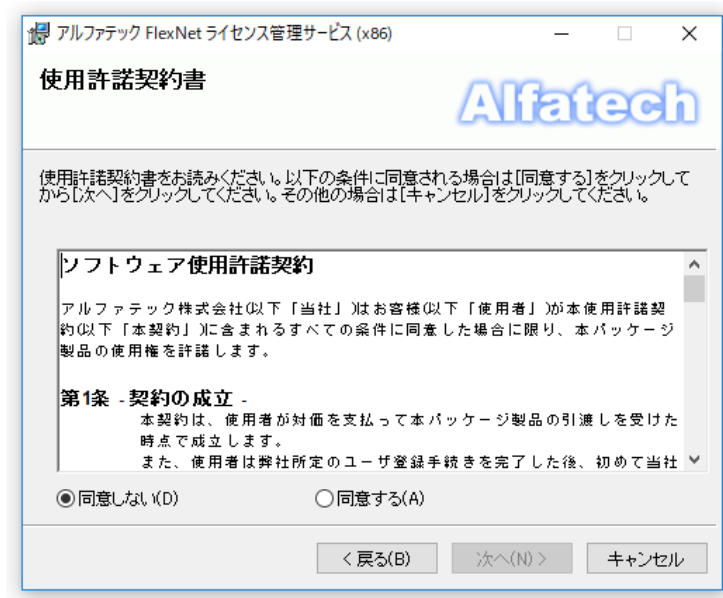 アルファテック FlexNet ライセンス管理サービス (x86)
使用許諾契約書
Alfatech
使用許諾契約書をお読みください。以下の条件に同意される場合は[同意する]をクリックして
から[次へ]をクリックしてください。その他の場合は[キャンセル]をクリックしてください。
ソフトウェア使用許諾契約
アルファテック株式会社(以下「当社」)はお客様(以下「使用者」)が本使用許諾契
約(以下「本契約」)に含まれるすべての条件に同意した場合に限り、本パッケージ
製品の使用権を許諾します。
第1条 - 契約の成立 -
本契約は、使用者が対価を支払って本パッケージ製品の引渡しを受けた
時点で成立します。
また、使用者は弊社所定のユーザ登録手続きを完了した後、初めて当社
同意しない(D)
同意する(A)
< 戻る(B)
次へ(N) >
キャンセル